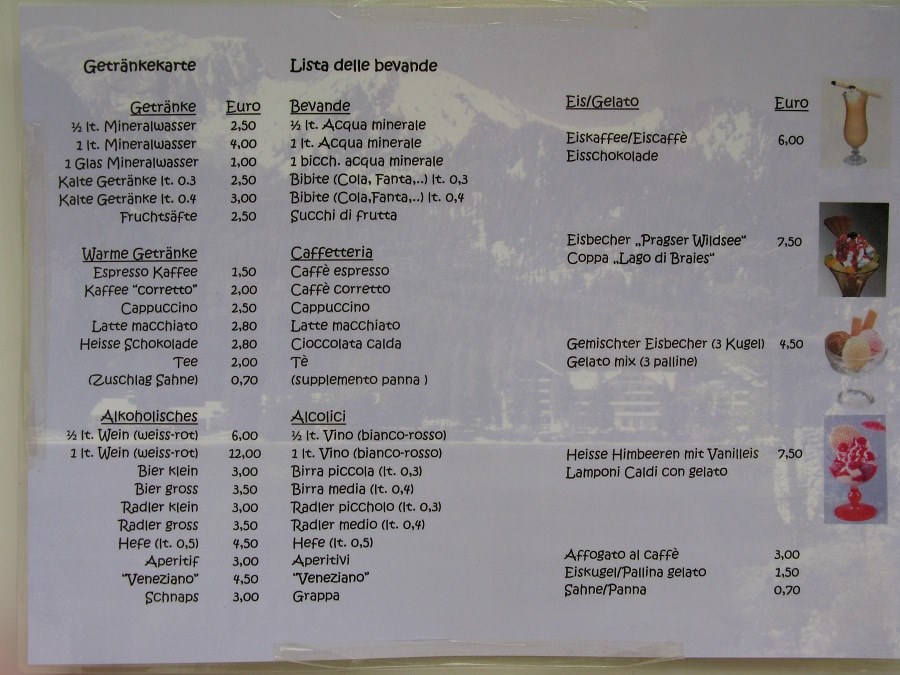 Getränkekarte Lista delle bevande
Getränke Euro Bevande
½ lt. Mineralwasser 2,50 ½ lt. Acqua minerale
1 lt. Mineralwasser 4,00 1 lt. Acqua minerale
1 Glas Mineralwasser 1,00 1 bicch. acqua minerale
Kalte Getränke lt. 0.3 2,50 Bibite (Cola, Fanta,..) lt. 0,3
Kalte Getränke lt. 0.4 3,00 Bibite (Cola,Fanta,..) lt. 0,4
Fruchtsäfte 2,50 Succhi di frutta
Warme Getränke Caffetteria
Espresso Kaffee 1,50 Caffè espresso
Kaffee "corretto" 2,00 Caffè corretto
Cappuccino 2,50 Cappuccino
Latte macchiato 2,80 Latte macchiato
Heisse Schokolade 2,80 Cioccolata calda
Tee 2,00 Tè
(Zuschlag Sahne) 0,70 (supplemento panna )
Alkoholisches Alcolici
½ lt. Wein (weiss-rot) 6,00 ½ lt. Vino (bianco-rosso)
1 lt. Wein (weiss-rot) 12,00 1 lt. Vino (bianco-rosso)
Bier klein 3,00 Birra piccola (lt. 0,3)
Bier gross 3,50 Birra media (lt. 0,4)
Radler klein 3,00 Radler piccholo (lt. 0,3)
Radler gross 3,50 Radler medio (lt. 0,4)
Hefe (lt. 0,5) 4,50 Hefe (lt. 0,5)
Aperitif 3,00 Aperitivi
"Veneziano" 4,50 "Veneziano"
Schnaps 3,00 Grappa
Eis/Gelato Euro
Eiskaffee/Eiscaffè 6,00
Eisschokolade
Eisbecher „Pragser Wildsee" 7,50
Coppa „Lago di Braies"
Gemischter Eisbecher (3 Kugel) 4,50
Gelato mix (3 palline)
Heisse Himbeeren mit Vanilleis 7,50
Lamponi Caldi con gelato
Affogato al caffè 3,00
Eiskugel/Pallina gelato 1,50
Sahne/Panna 0,70